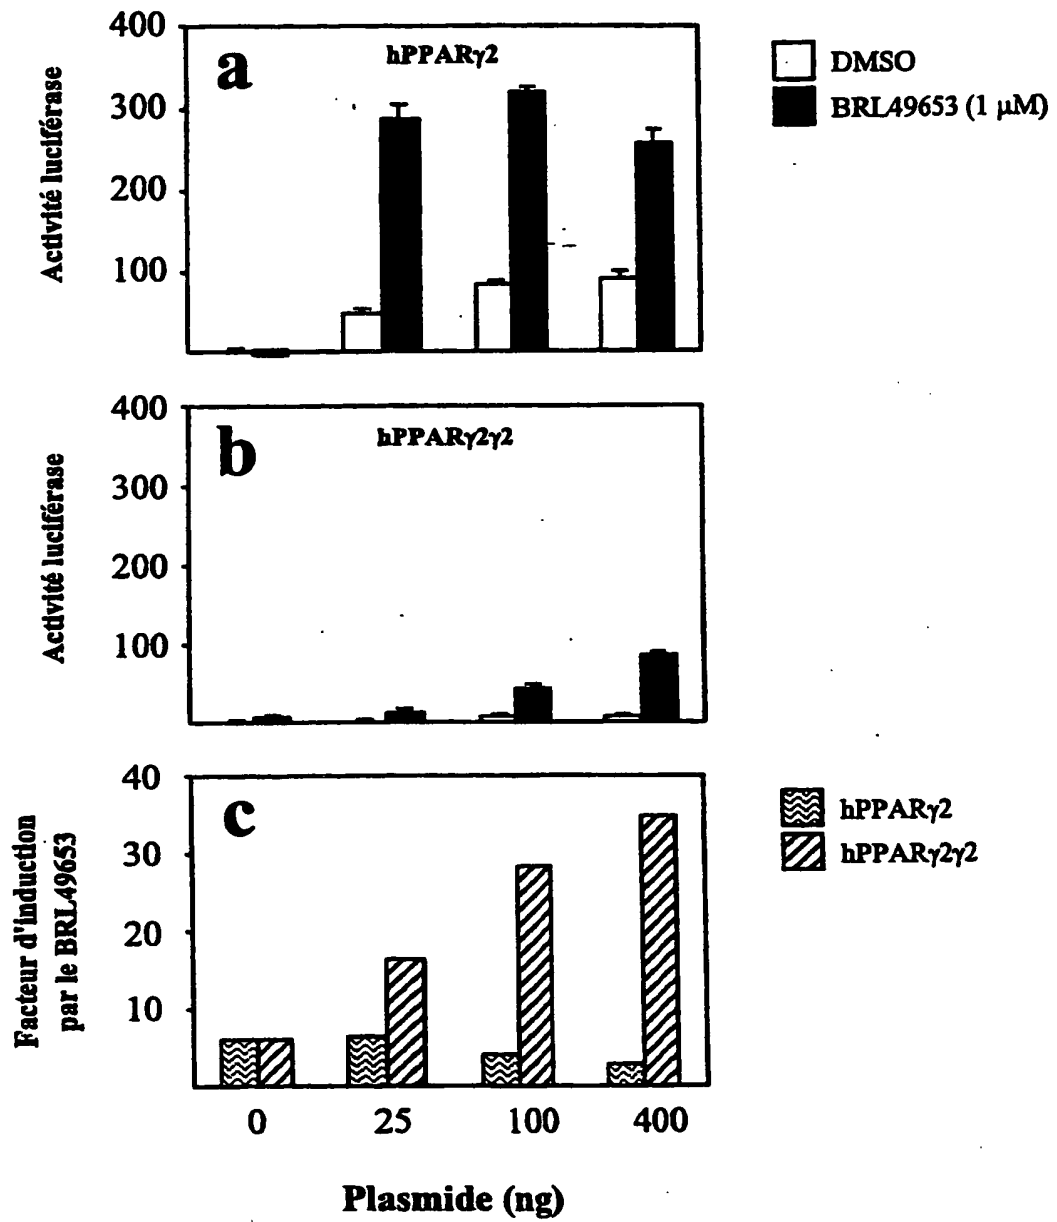 400
300
200
100
Activité luciférase
a
hPPARγ2
DMSO
BRL49653 (1 µM)
400
300
200
100
Activité luciférase
b
hPPARγ2γ2
40
30
20
10
Facteur d'induction
par le BRL49653
c
hPPARγ2
hPPARγ2γ2
0 25 100 400
Plasmide (ng)